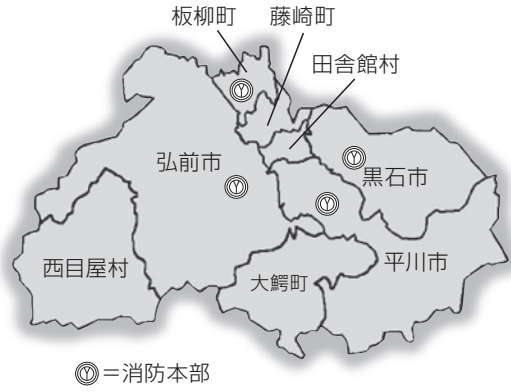 板柳町
藤崎町
田舎館村
弘前市
黒石市
西目屋村
大鰐町
平川市
=消防本部